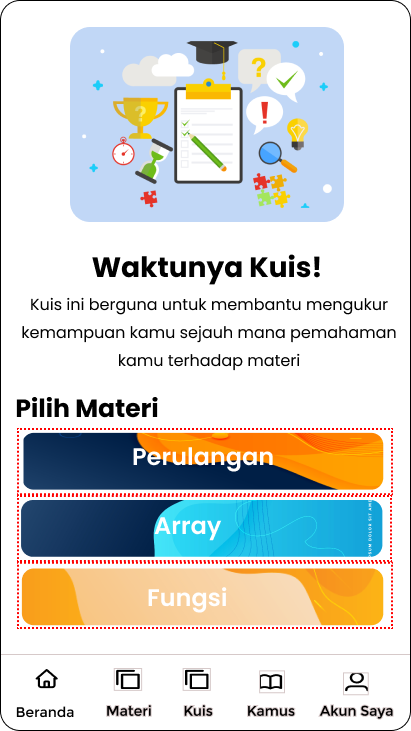 Waktunya Kuis!
Kuis ini berguna untuk membantu mengukur
kemampuan kamu sejauh mana pemahaman
kamu terhadap materi
Pilih Materi
Perulangan
Array
Fungsi
Beranda Materi Kuis Kamus Akun Saya